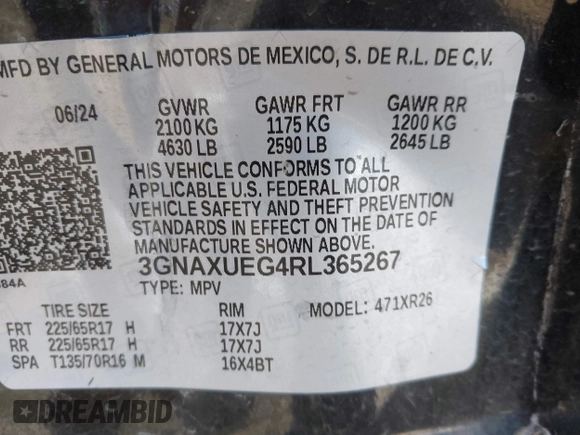 MFD BY GENERAL MOTORS DE MEXICO, S. DE R.L. DE C.V.
06/24 GVWR GAWR FRT GAWR RR
2100 KG 1175 KG 1200 KG
4630 LB 2590 LB 2645 LB
THIS VEHICLE CONFORMS TO ALL
APPLICABLE U.S. FEDERAL MOTOR
VEHICLE SAFETY AND THEFT PREVENTION
STANDARDS IN EFFECT ON THE DATE OF
MANUFACTURE SHOWN ABOVE.
3GNAXUEG4RL365267
84A TYPE: MPV MODEL: 471XR26
TIRE SIZE RIM
FRT 225/65R17 H 17X7J
RR 225/65R17 H 17X7J
SPA T135/70R16 M 16X4BT
DREAMBID